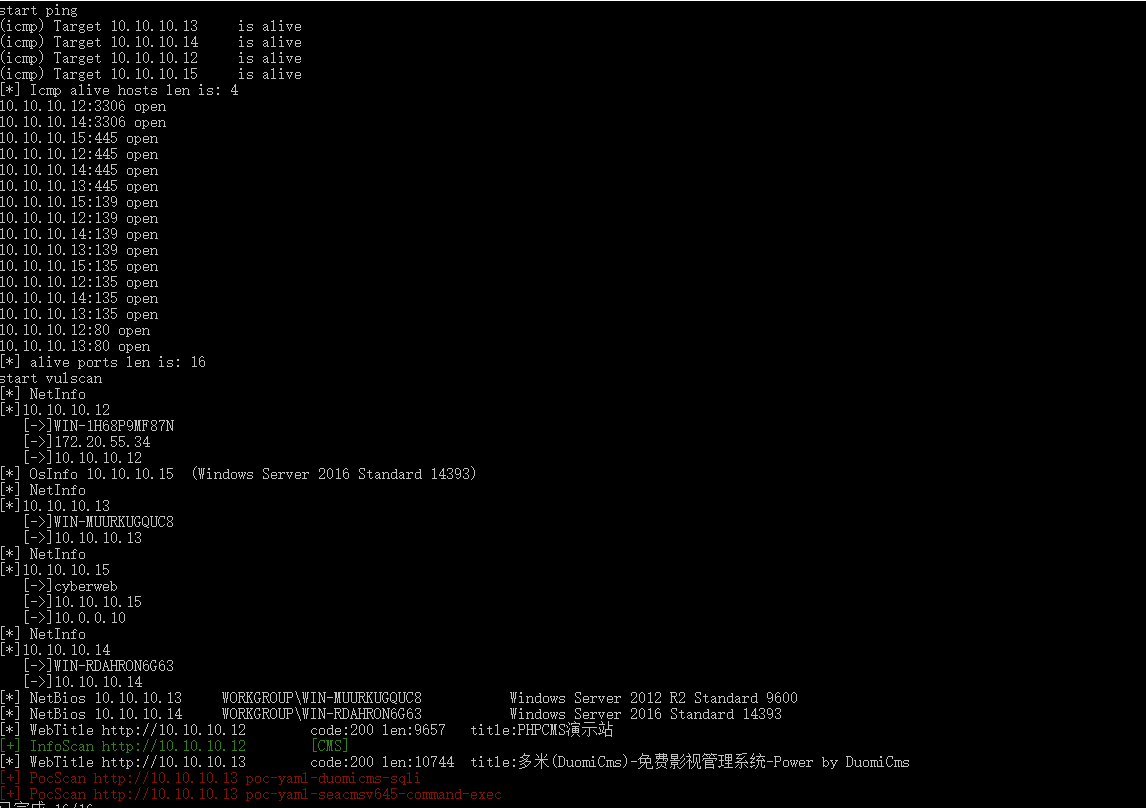 start ping
(icmp) Target 10.10.10.13     is alive
(icmp) Target 10.10.10.14     is alive
(icmp) Target 10.10.10.12     is alive
(icmp) Target 10.10.10.15     is alive
[*] Icmp alive hosts len is: 4
10.10.10.12:3306 open
10.10.10.14:3306 open
10.10.10.15:445 open
10.10.10.12:445 open
10.10.10.14:445 open
10.10.10.13:445 open
10.10.10.15:139 open
10.10.10.12:139 open
10.10.10.14:139 open
10.10.10.13:139 open
10.10.10.15:135 open
10.10.10.12:135 open
10.10.10.14:135 open
10.10.10.13:135 open
10.10.10.12:80 open
10.10.10.13:80 open
[*] alive ports len is: 16
start vulscan
[*] NetInfo
[*]10.10.10.12
   [->]WIN-1H68P9MF87N
   [->]172.20.55.34
   [->]10.10.10.12
[*] OsInfo 10.10.10.15  (Windows Server 2016 Standard 14393)
[*] NetInfo
[*]10.10.10.13
   [->]WIN-MUURKUGQUC8
   [->]10.10.10.13
[*] NetInfo
[*]10.10.10.15
   [->]cyberweb
   [->]10.10.10.15
   [->]10.0.0.10
[*] NetInfo
[*]10.10.10.14
   [->]WIN-RDAHRON6G63
   [->]10.10.10.14
[*] NetBios 10.10.10.13     WORKGROUP\WIN-MUURKUGQUC8           Windows Server 2012 R2 Standard 9600
[*] NetBios 10.10.10.14     WORKGROUP\WIN-RDAHRON6G63           Windows Server 2016 Standard 14393
[*] WebTitle http://10.10.10.12        code:200 len:9657   title:PHPCMS演示站
[+] InfoScan http://10.10.10.12        [CMS]
[*] WebTitle http://10.10.10.13        code:200 len:10744  title:多米(DuomiCms)-免费影视管理系统-Power by DuomiCms
[+] PocScan http://10.10.10.13 poc-yaml-duomicms-sqli
[+] PocScan http://10.10.10.13 poc-yaml-seacmsv645-command-exec
已完成 16/16